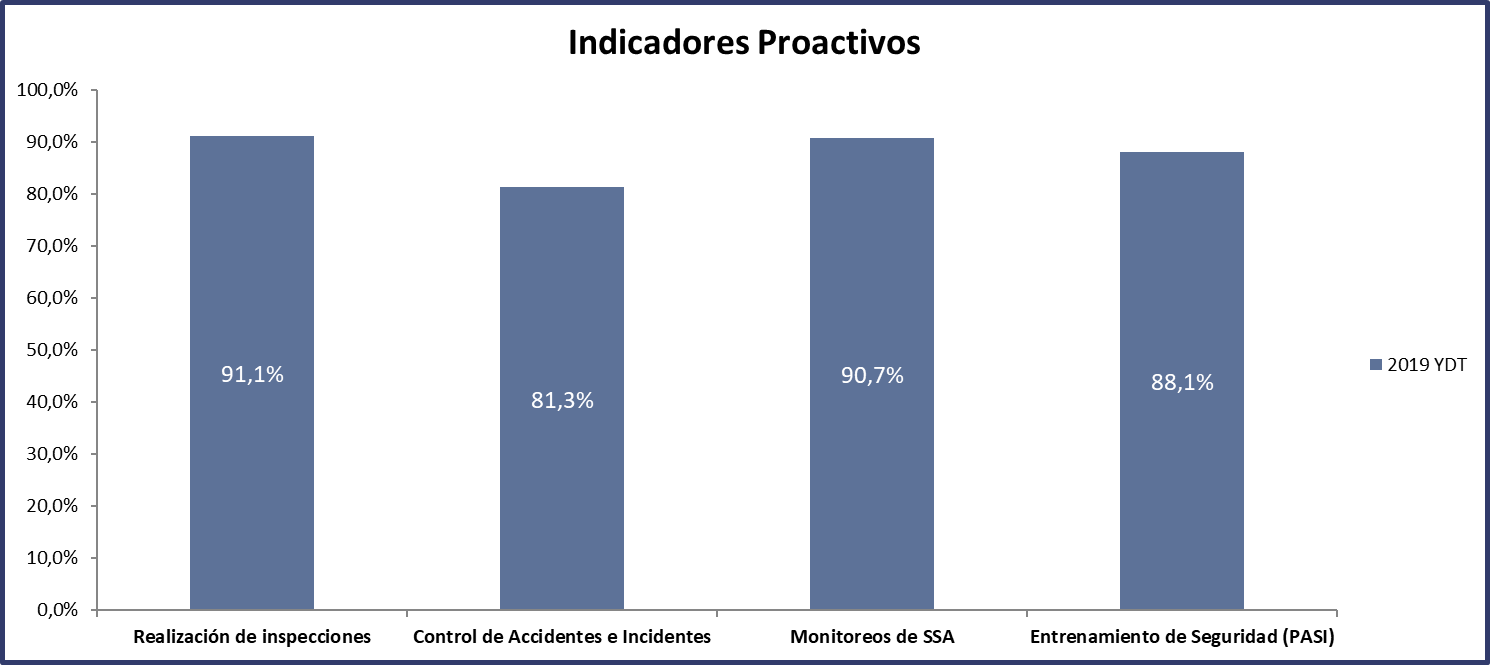 Indicadores Proactivos
100,0%
90,0%
80,0%
70,0%
60,0%
50,0%
40,0%
30,0%
20,0%
10,0%
0,0%
91,1%
81,3%
90,7%
88,1%
2019 YDT
Realización de inspecciones
Control de Accidentes e Incidentes
Monitoreos de SSA
Entrenamiento de Seguridad (PASI)